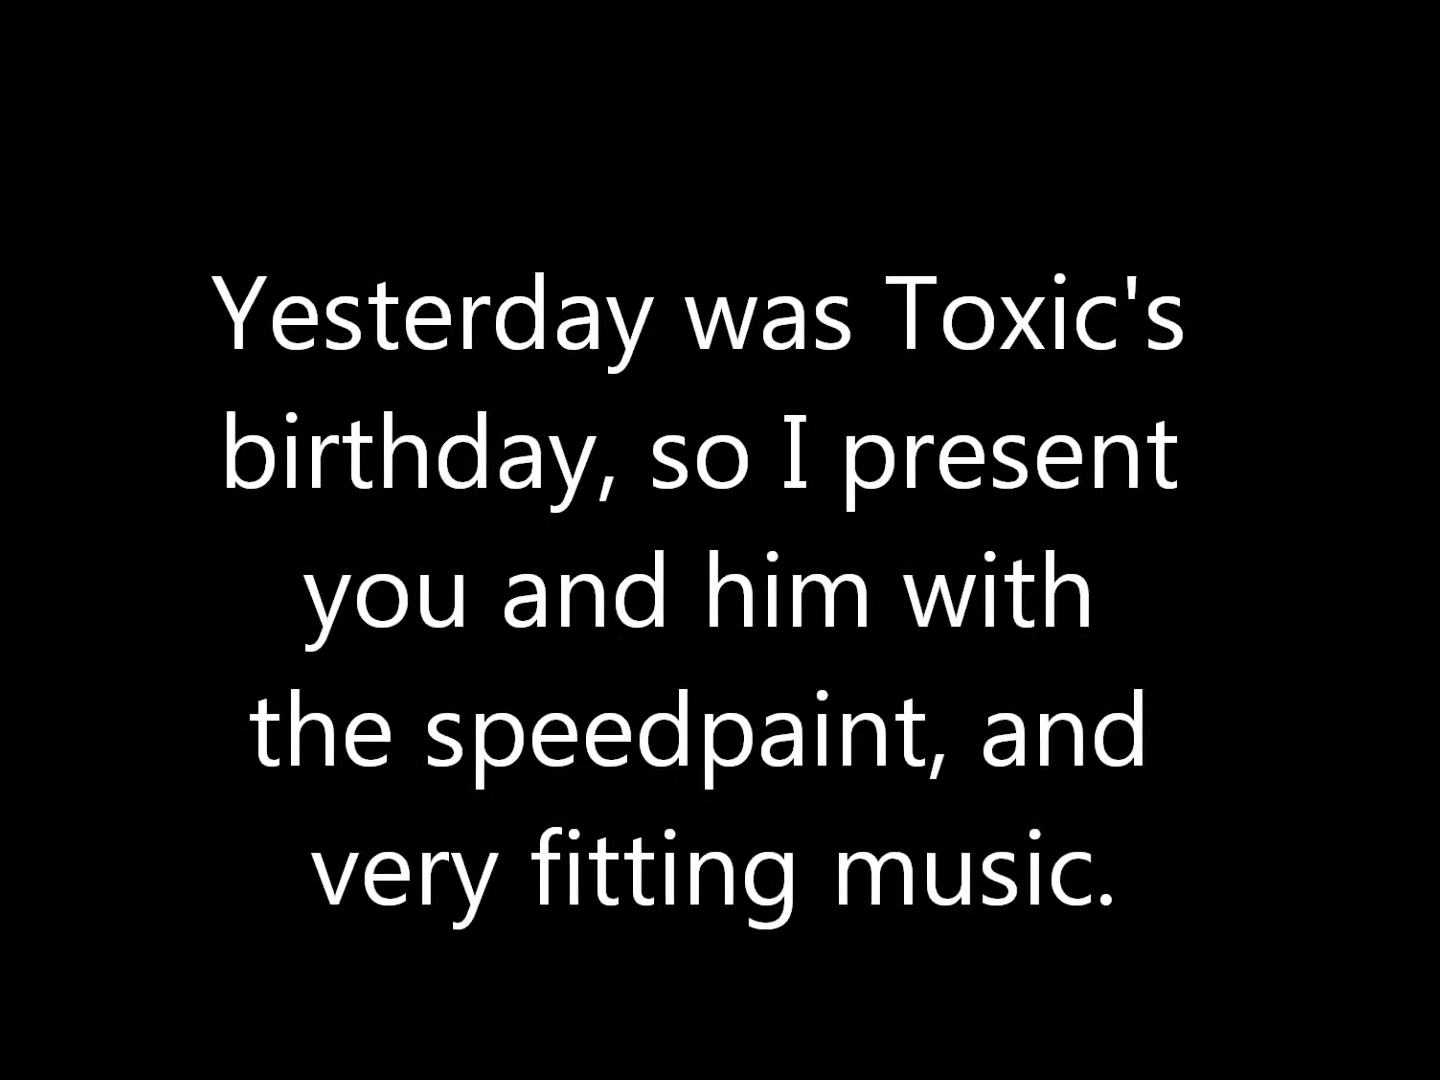 Yesterday was Toxic's
birthday, so I present
you and him with
the speedpaint, and
very fitting music.